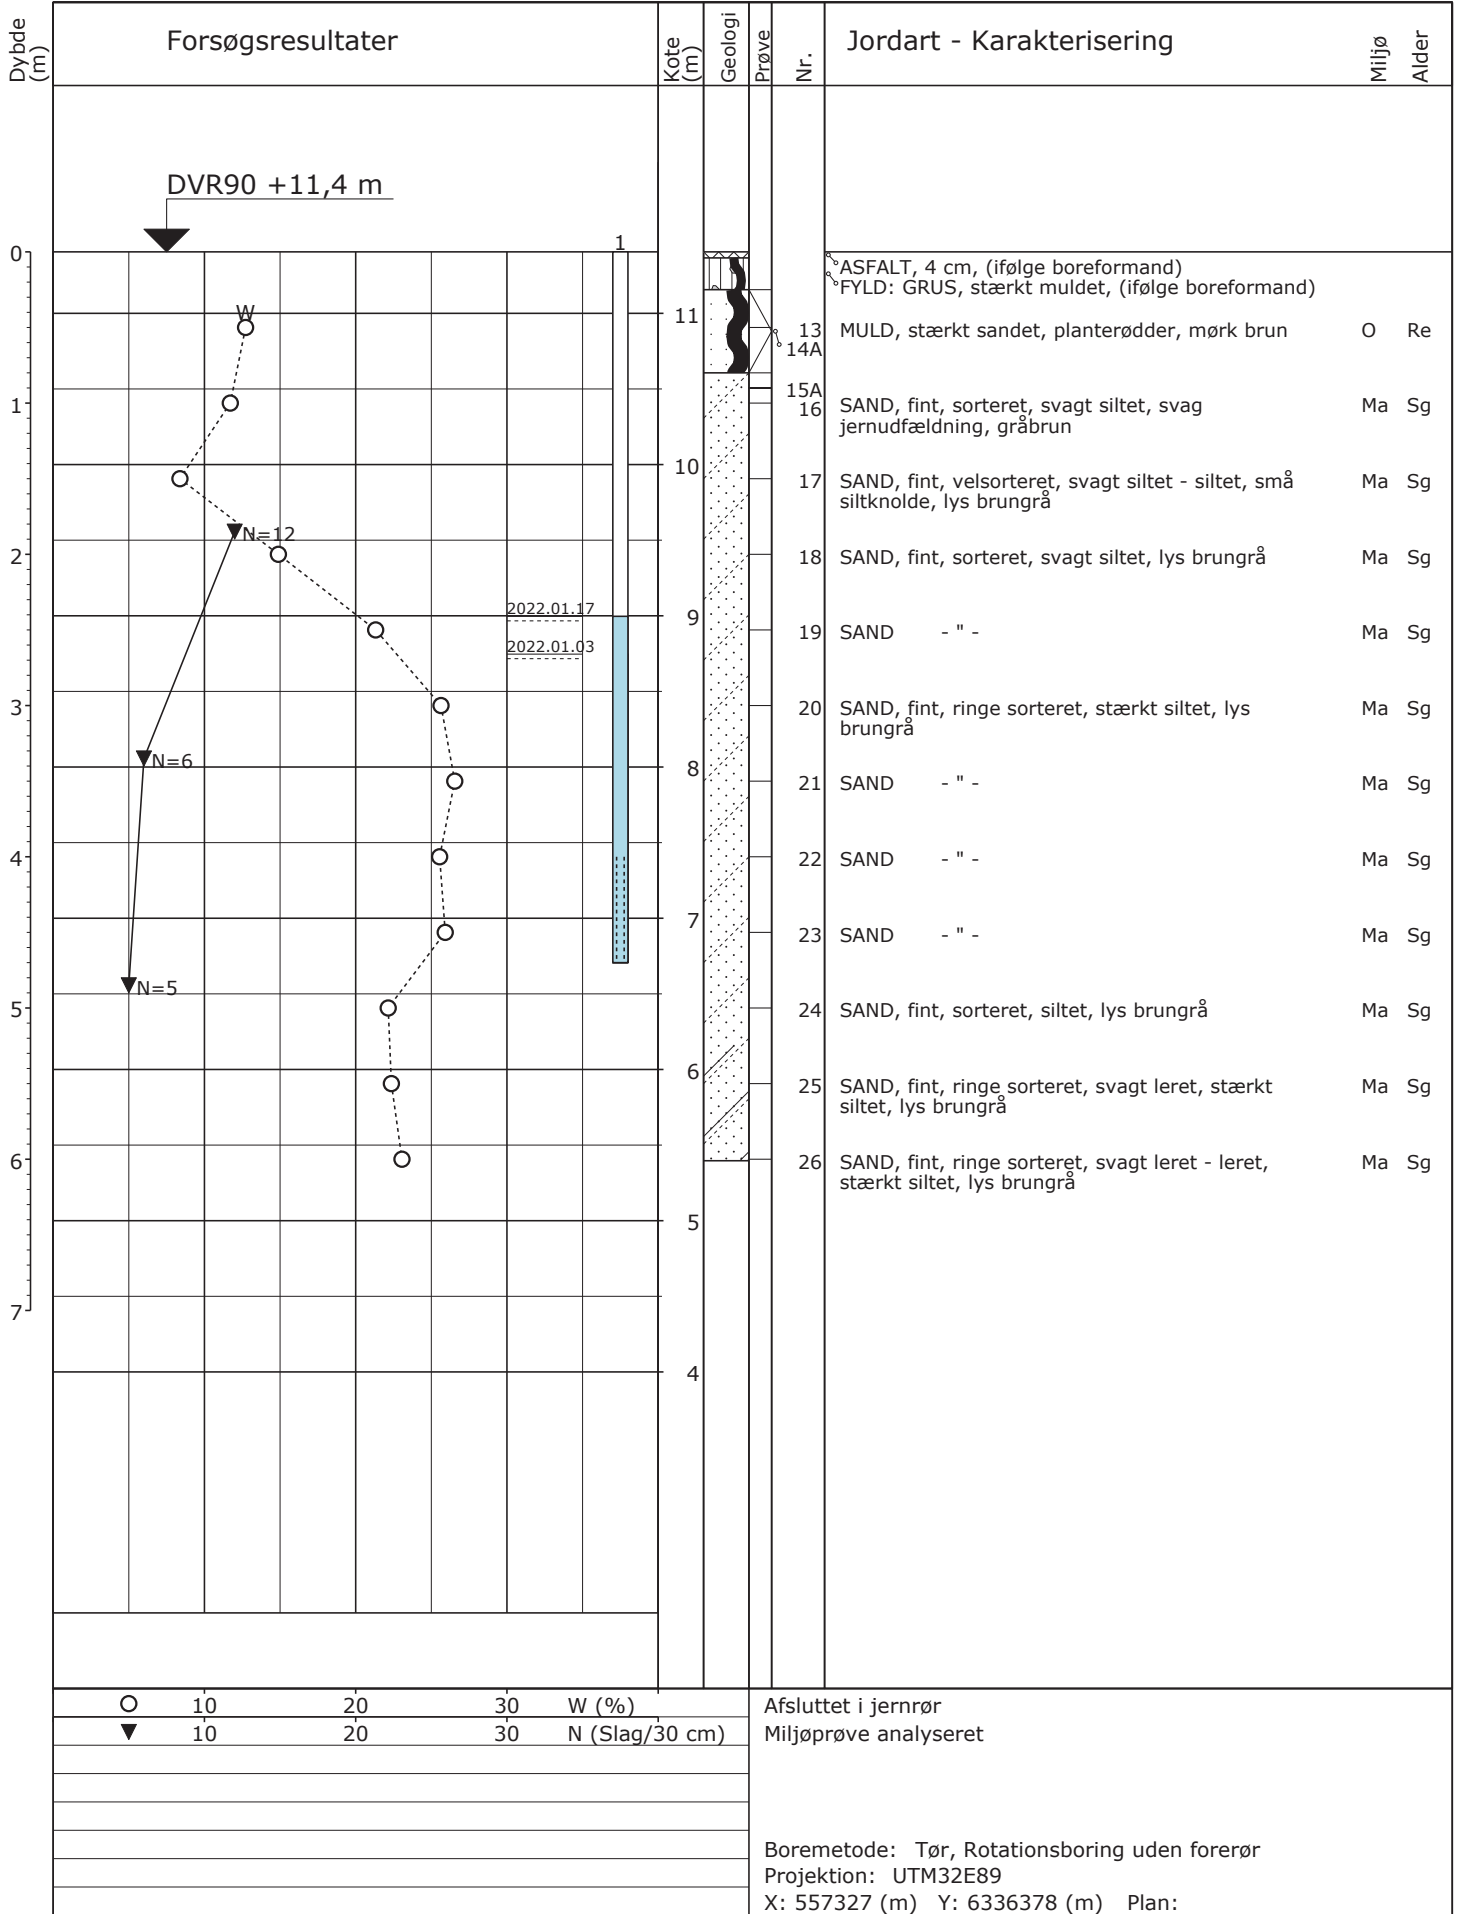 Dybde
(m)
Forsøgsresultater
Kote
(m)
Geologi
Prøve
Nr.
Jordart - Karakterisering
Miljø
Alder
DVR90 +11,4 m
0
1
2
3
4
5
6
7
1
W
N=12
N=6
N=5
2022.01.17
2022.01.03
11
10
9
8
7
6
5
4
ASFALT, 4 cm, (ifølge boreformand)
FYLD: GRUS, stærkt muldet, (ifølge boreformand)
13 MULD, stærkt sandet, planterødder, mørk brun O Re
14A
15A
16 SAND, fint, sorteret, svagt siltet, svag Ma Sg
jernudfældning, gråbrun
17 SAND, fint, velsorteret, svagt siltet - siltet, små Ma Sg
siltknolde, lys brungrå
18 SAND, fint, sorteret, svagt siltet, lys brungrå Ma Sg
19 SAND - " - Ma Sg
20 SAND, fint, ringe sorteret, stærkt siltet, lys Ma Sg
brungrå
21 SAND - " - Ma Sg
22 SAND - " - Ma Sg
23 SAND - " - Ma Sg
24 SAND, fint, sorteret, siltet, lys brungrå Ma Sg
25 SAND, fint, ringe sorteret, svagt leret, stærkt Ma Sg
siltet, lys brungrå
26 SAND, fint, ringe sorteret, svagt leret - leret, Ma Sg
stærkt siltet, lys brungrå
10 20 30 W (%)
10 20 30 N (Slag/30 cm)
Afsluttet i jernrør
Miljøprøve analyseret
Boremetode: Tør, Rotationsboring uden forerør
Projektion: UTM32E89
X: 557327 (m) Y: 6336378 (m) Plan: